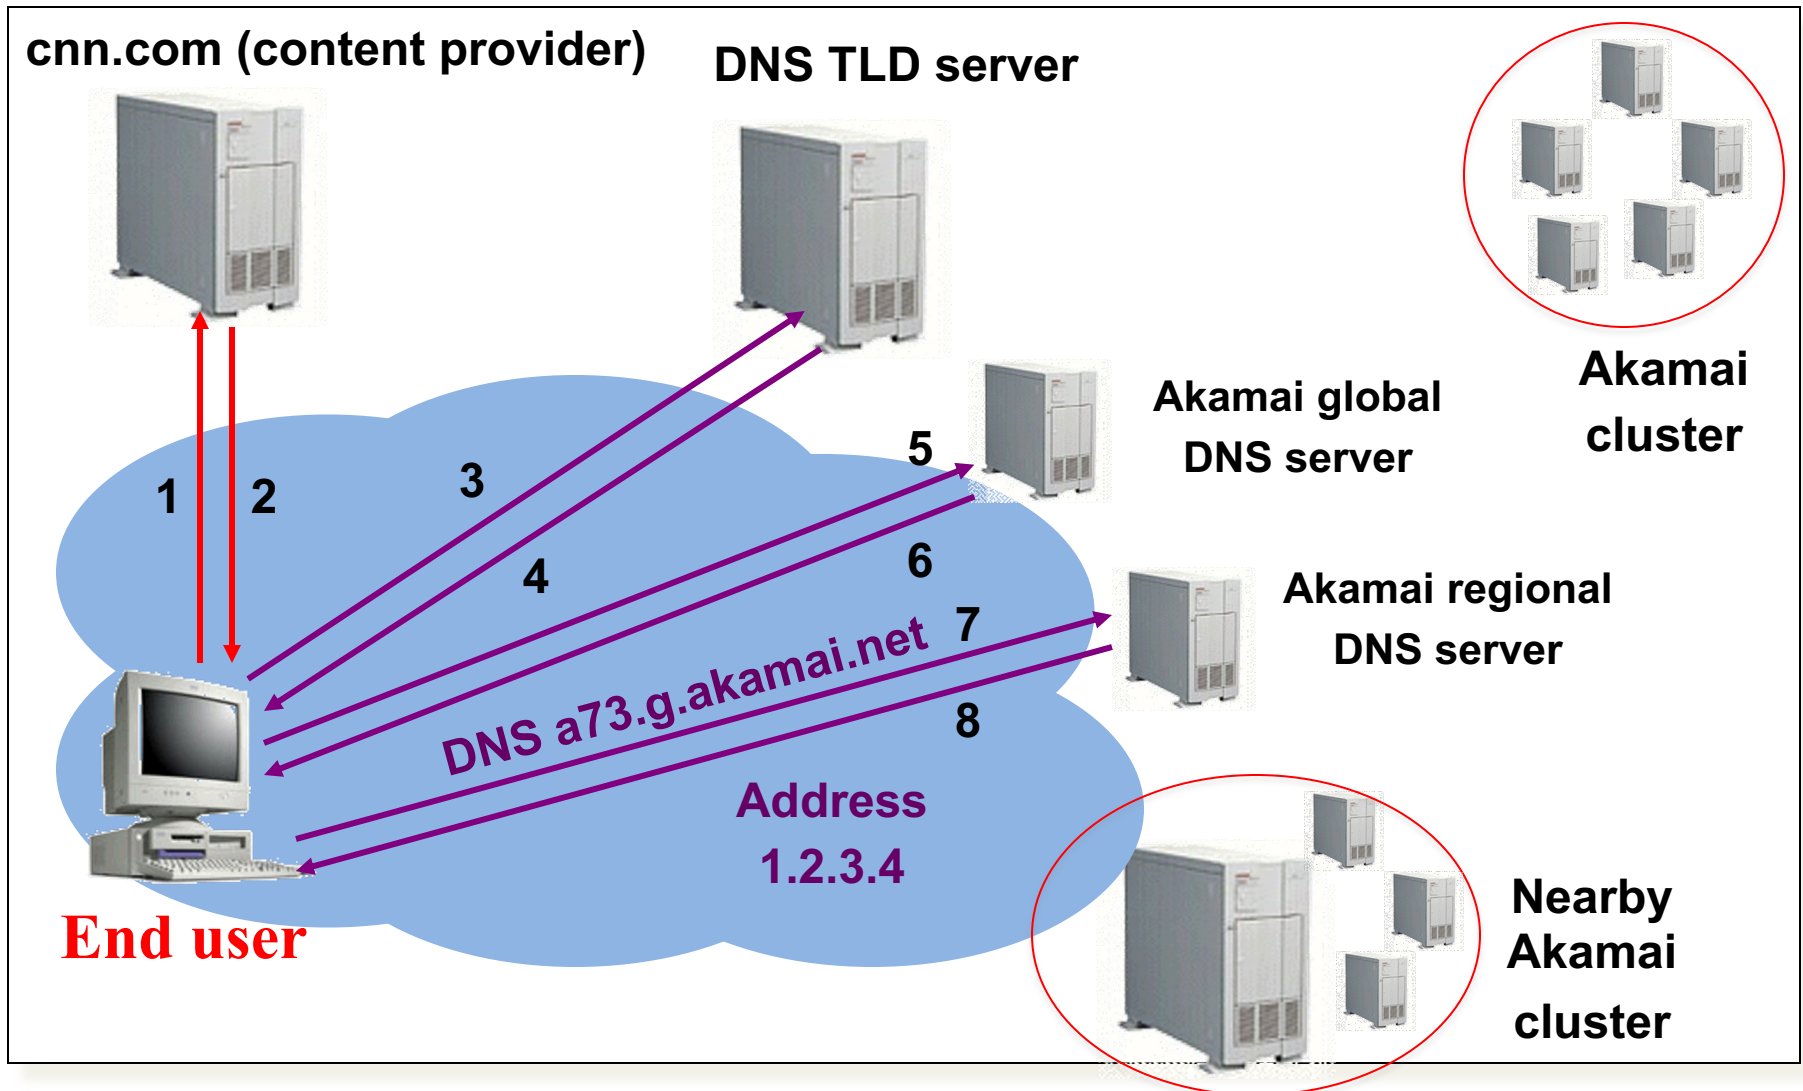 cnn.com (content provider)
DNS TLD server
Akamai
cluster
Akamai global
DNS server
1
2
3
4
5
6
Akamai regional
DNS server
7
DNS a73.g.akamai.net
8
Address
1.2.3.4
End user
Nearby
Akamai
cluster